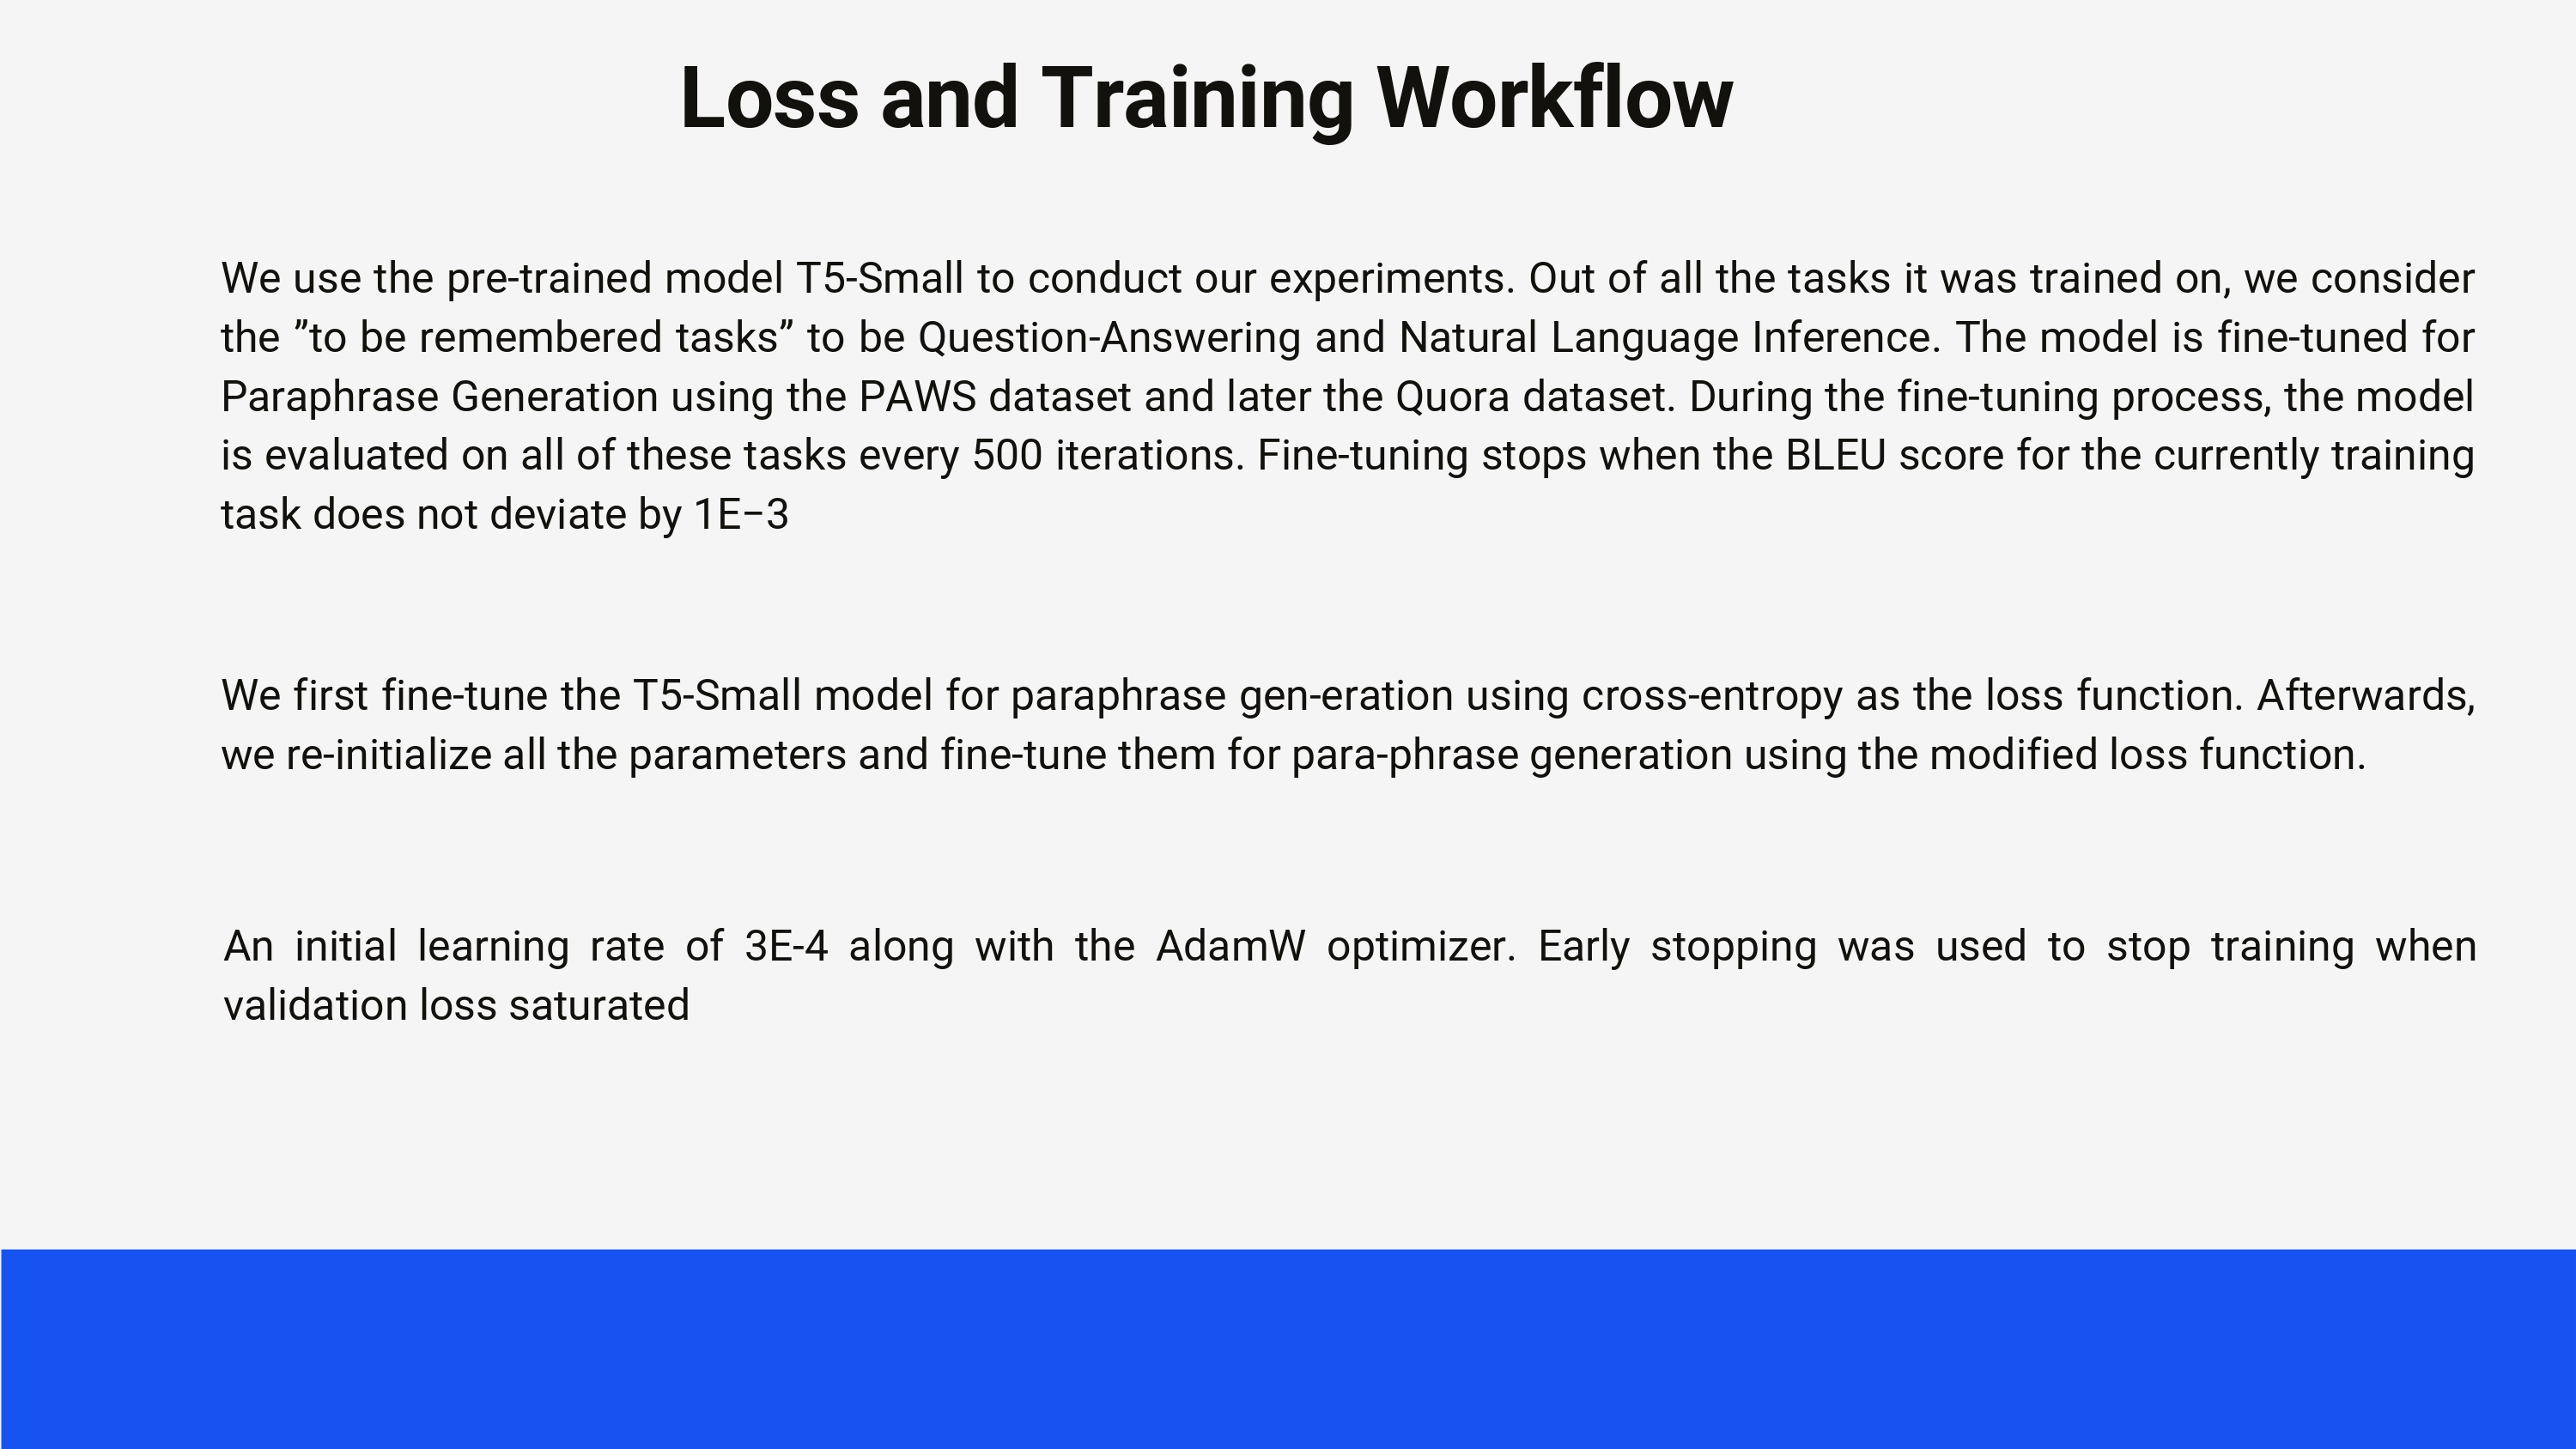 Loss and Training Workflow
We use the pre-trained model T5-Small to conduct our experiments. Out of all the tasks it was trained on, we consider
the ”to be remembered tasks” to be Question-Answering and Natural Language Inference. The model is fine-tuned for
Paraphrase Generation using the PAWS dataset and later the Quora dataset. During the fine-tuning process, the model
is evaluated on all of these tasks every 500 iterations. Fine-tuning stops when the BLEU score for the currently training
task does not deviate by 1E−3
We first fine-tune the T5-Small model for paraphrase gen-eration using cross-entropy as the loss function. Afterwards,
we re-initialize all the parameters and fine-tune them for para-phrase generation using the modified loss function.
An initial learning rate of 3E-4 along with the AdamW optimizer. Early stopping was used to stop training when
validation loss saturated